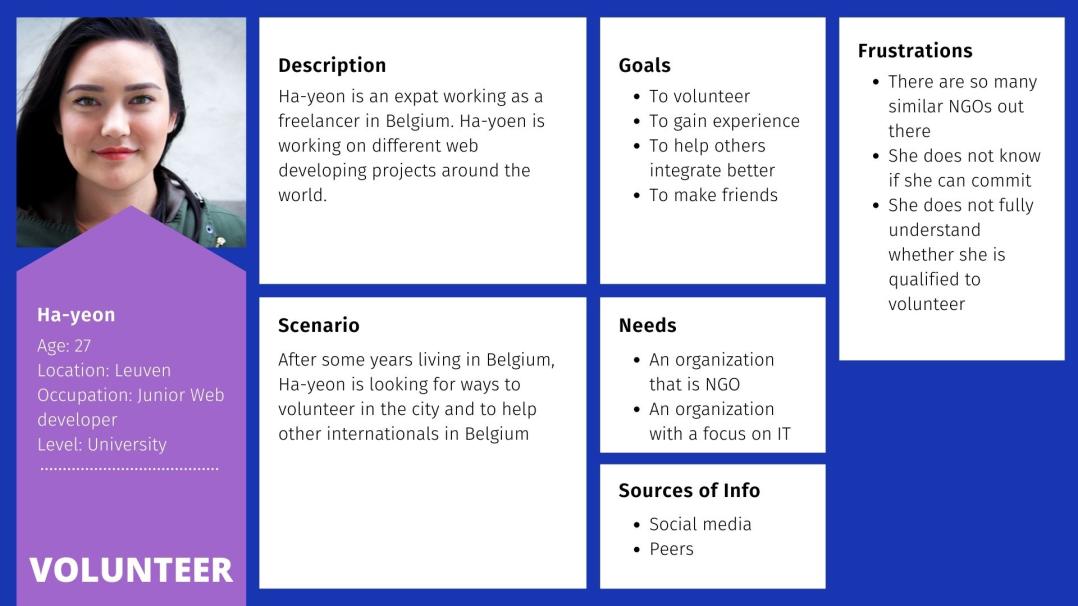 Ha-yeon
Age: 27
Location: Leuven
Occupation: Junior Web
developer
Level: University
VOLUNTEER
Description
Ha-yeon is an expat working as a
freelancer in Belgium. Ha-yoen is
working on different web
developing projects around the
world.
Scenario
After some years living in Belgium,
Ha-yeon is looking for ways to
volunteer in the city and to help
other internationals in Belgium
Goals
• To volunteer
• To gain experience
• To help others
integrate better
• To make friends
Needs
• An organization
that is NGO
• An organization
with a focus on IT
Sources of Info
• Social media
• Peers
Frustrations
• There are so many
similar NGOs out
there
• She does not know
if she can commit
• She does not fully
understand
whether she is
qualified to
volunteer